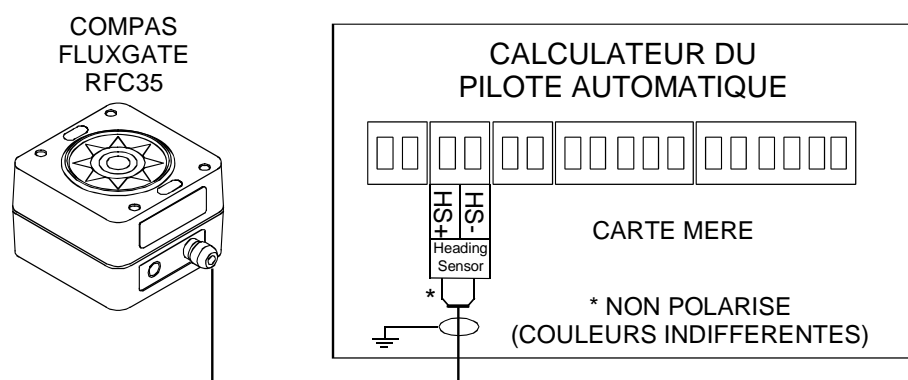 COMPAS
FLUXGATE
RFC35
CALCULATEUR DU
PILOTE AUTOMATIQUE
HS+
HS-
Heading
Sensor
CARTE MERE
*
* NON POLARISE
(COULEURS INDIFFERENTES)